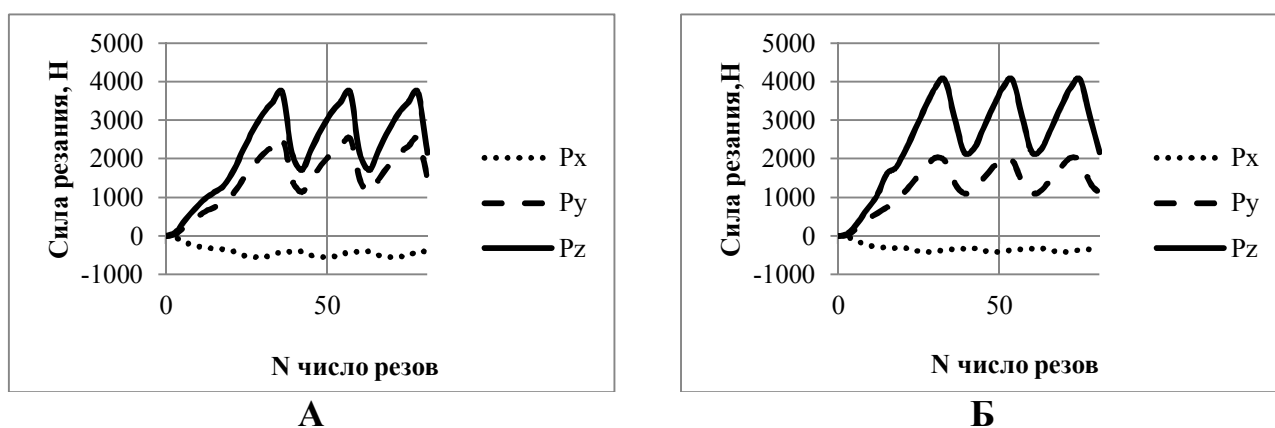 5000
4000
3000
2000
1000
0
-1000
Сила резания, Н
0 50
N число резов
Px
Py
Pz
А
5000
4000
3000
2000
1000
0
-1000
Сила резания,Н
0 50
N число резов
Px
Py
Pz
Б